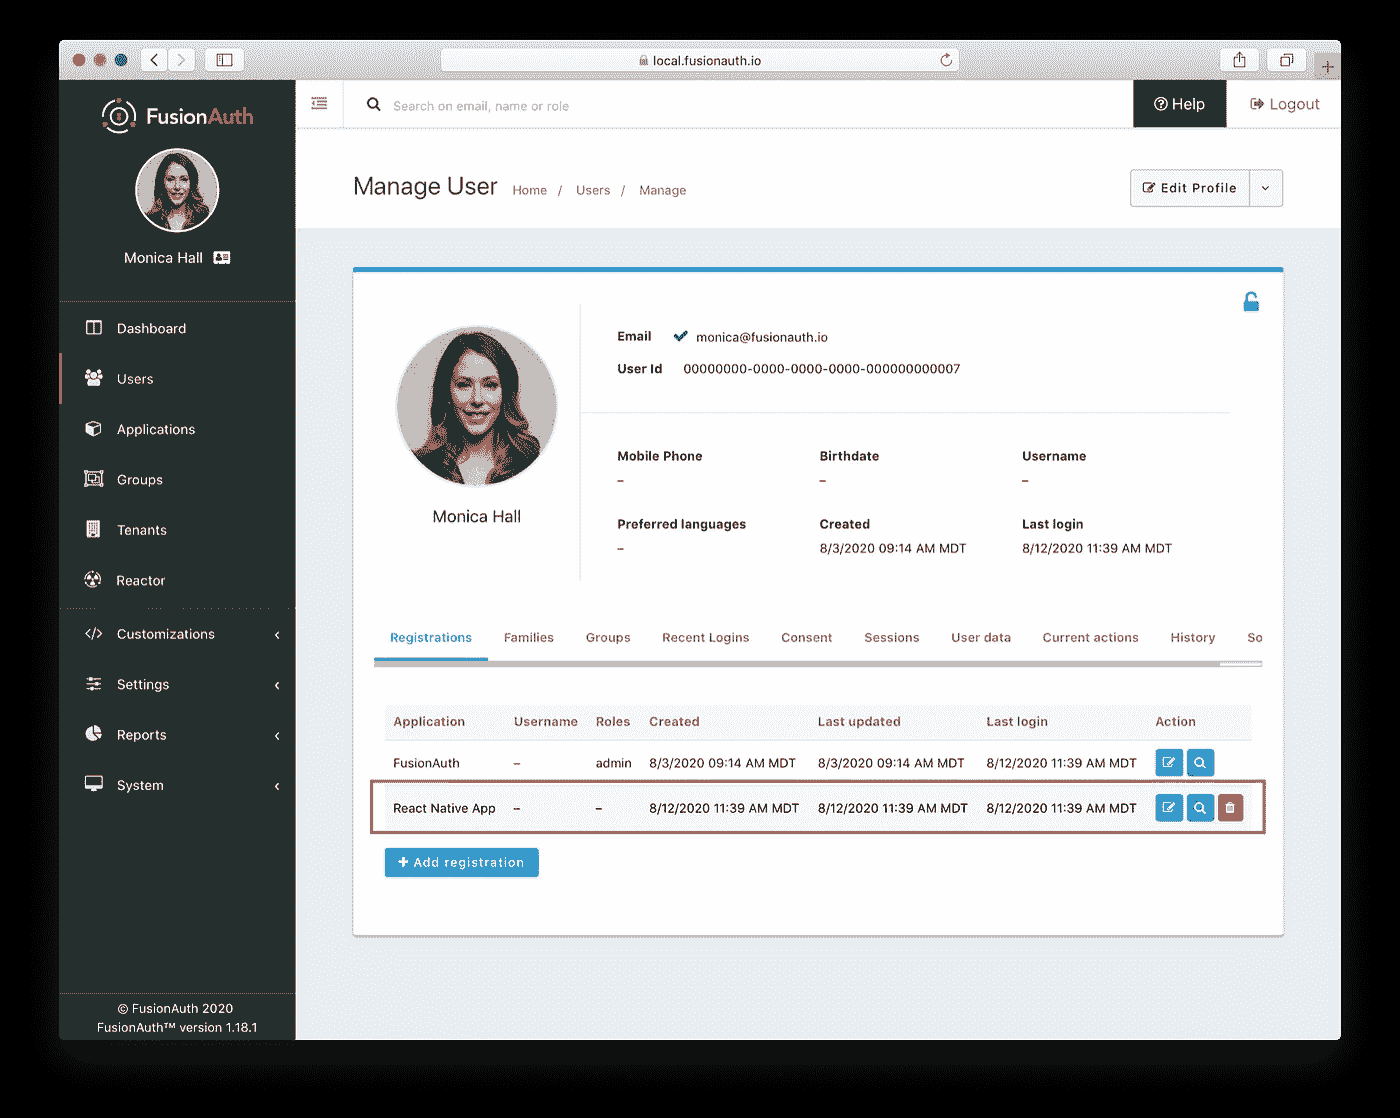 local.fusionauth.io
FusionAuth
Search on email, name or role
Help
Logout
Monica Hall
Manage User
Home / Users / Manage
Edit Profile
Dashboard
Users
Applications
Groups
Tenants
Reactor
Customizations
Settings
Reports
System
© FusionAuth 2020
FusionAuth™ version 1.18.1
Monica Hall
Email monica@fusionauth.io
User Id 00000000-0000-0000-0000-000000000007
Mobile Phone Birthdate Username
– – –
Preferred languages Created Last login
– 8/3/2020 09:14 AM MDT 8/12/2020 11:39 AM MDT
Registrations Families Groups Recent Logins Consent Sessions User data Current actions History So
Application Username Roles Created Last updated Last login Action
FusionAuth – admin 8/3/2020 09:14 AM MDT 8/3/2020 09:14 AM MDT 8/12/2020 11:39 AM MDT
React Native App – – 8/12/2020 11:39 AM MDT 8/12/2020 11:39 AM MDT 8/12/2020 11:39 AM MDT
+ Add registration